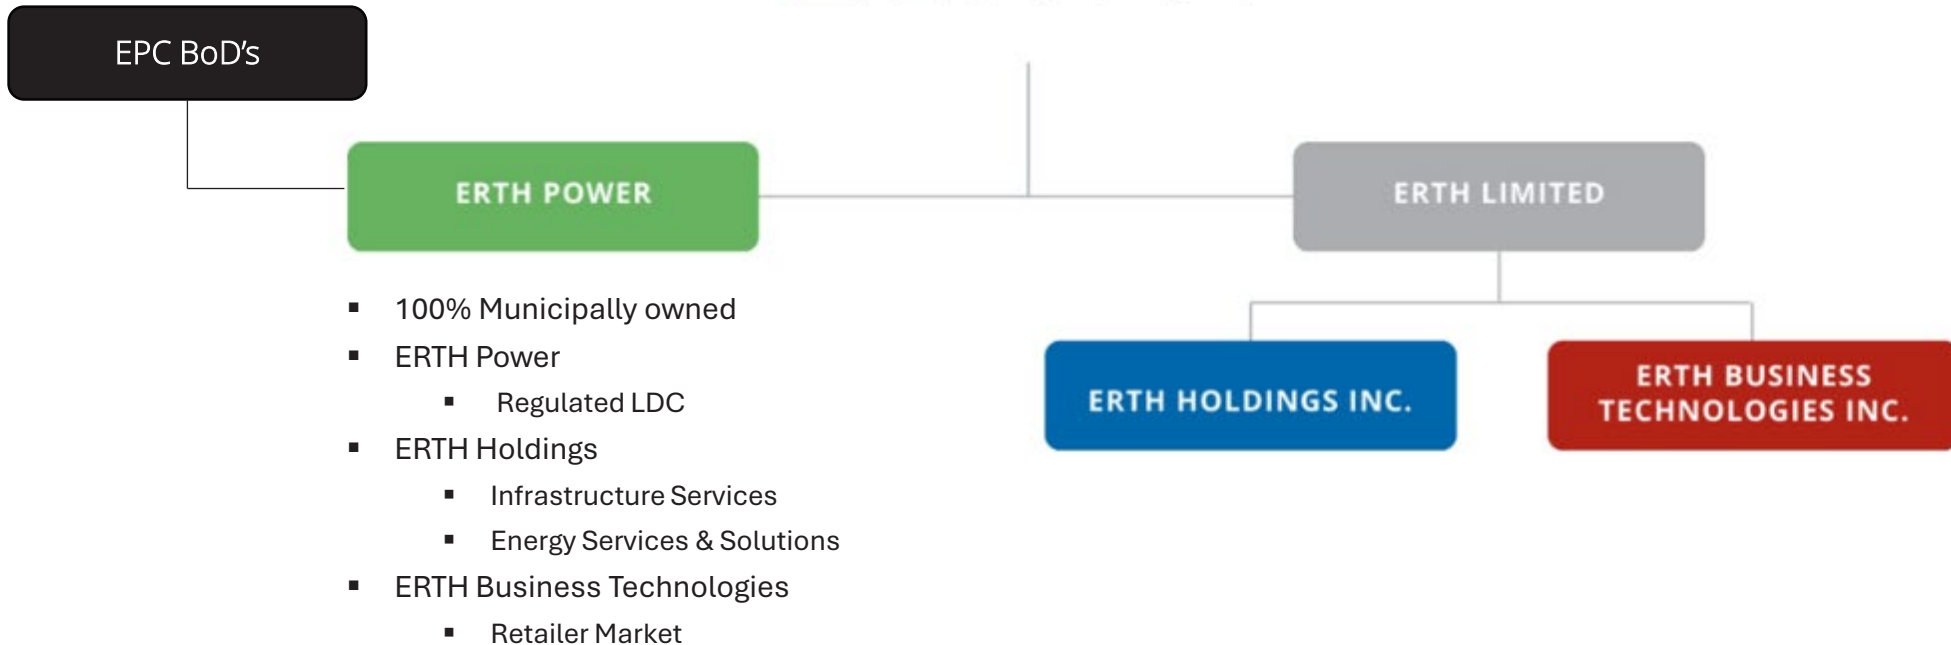 EPC BoD's
ERTH POWER
ERTH LIMITED
▪ 100% Municipally owned
▪ ERTH Power
▪ Regulated LDC
▪ ERTH Holdings
▪ Infrastructure Services
▪ Energy Services & Solutions
▪ ERTH Business Technologies
▪ Retailer Market
ERTH HOLDINGS INC.
ERTH BUSINESS
TECHNOLOGIES INC.